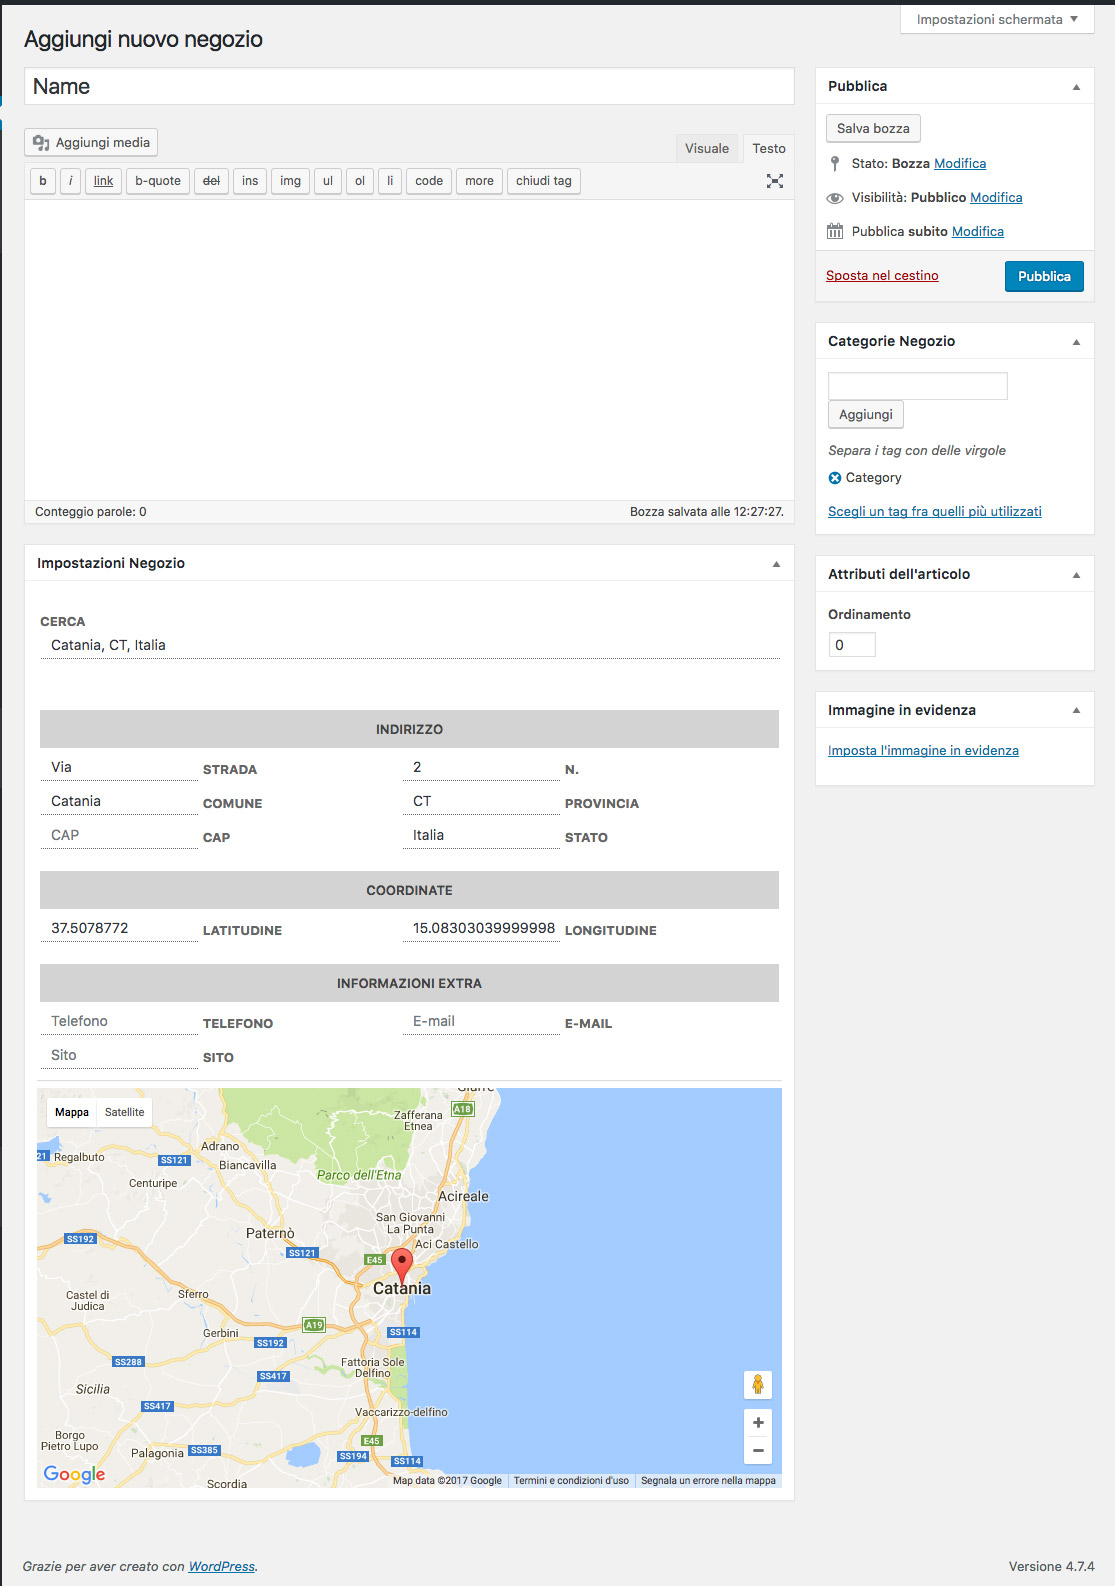 Impostazioni schermata
Aggiungi nuovo negozio
Name
Aggiungi media
Visuale Testo
b i link b-quote del ins img ul ol li code more chiudi tag
Conteggio parole: 0 Bozza salvata alle 12:27:27.
Impostazioni Negozio
CERCA
Catania, CT, Italia
INDIRIZZO
Via STRADA 2 N.
Catania COMUNE CT PROVINCIA
CAP CAP Italia STATO
COORDINATE
37.5078772 LATITUDINE 15.08303039999998 LONGITUDINE
INFORMAZIONI EXTRA
Telefono TELEFONO E-mail E-MAIL
Sito SITO
Mappa Satellite
Giarre
A18
Zafferana
Etnea
Adrano
21 Regalbuto
SS121
Biancavilla
Parco dell'Etna
Centuripe
Acireale
San Giovanni
La Punta
Paternò
SS192
Aci Castello
SS121
E45
Catania
Castel di
Judica
Sferro
A19
Gerbini
SS114
SS192
SS288
Fattoria Sole
Delfino
SS417
Sicilia
SS417
Vaccarizzo-delfino
Borgo
Pietro Lupo
E45
Palagonia
SS385
SS194
SS114
Google
Scordia
Map data ©2017 Google Termini e condizioni d'uso Segnala un errore nella mappa
Pubblica
Salva bozza
Stato: Bozza Modifica
Visibilità: Pubblico Modifica
Pubblica subito Modifica
Sposta nel cestino Pubblica
Categorie Negozio
Aggiungi
Separa i tag con delle virgole
Category
Scegli un tag fra quelli più utilizzati
Attributi dell'articolo
Ordinamento
0
Immagine in evidenza
Imposta l'immagine in evidenza
Grazie per aver creato con WordPress. Versione 4.7.4